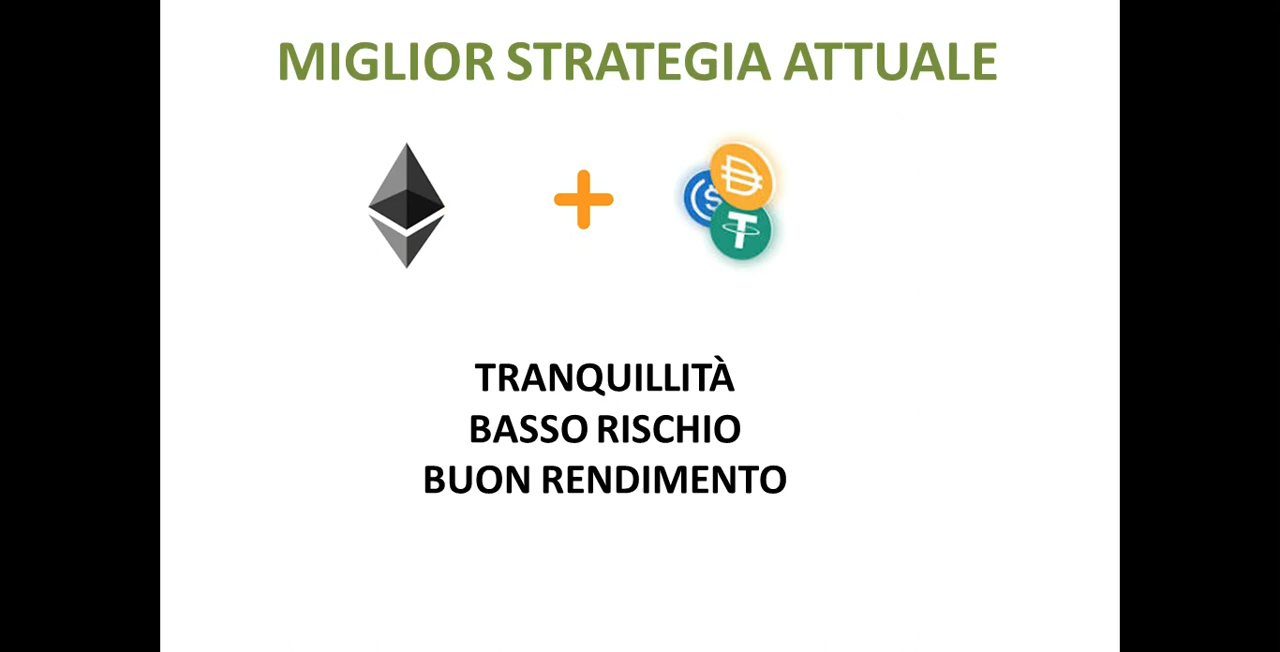 MIGLIOR STRATEGIA ATTUALE
TRANQUILLITÀ
BASSO RISCHIO
BUON RENDIMENTO